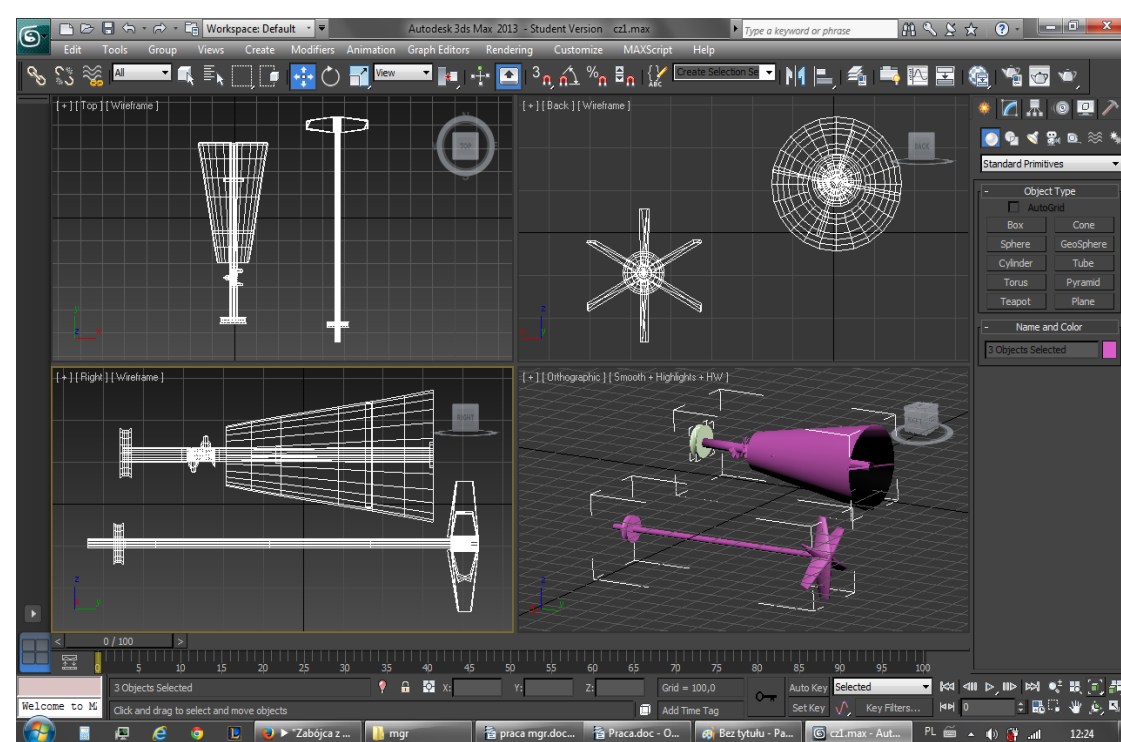 Workspace: Default
Autodesk 3ds Max 2013 - Student Version cz1.max
Type a keyword or phrase
Edit Tools Group Views Create Modifiers Animation Graph Editors Rendering Customize MAXScript Help
All
View
3
Create Selection Se
ABC
[ + ] [ Top ] [ Wireframe ]
[ + ] [ Back ] [ Wireframe ]
TOP
BACK
Standard Primitives
- Object Type
AutoGrid
Box Cone
Sphere GeoSphere
Cylinder Tube
Torus Pyramid
Teapot Plane
- Name and Color
3 Objects Selected
[ + ] [ Right ] [ Wireframe ]
[ + ] [ Orthographic ] [ Smooth + Highlights + HW ]
RIGHT
< 0 / 100 >
0 5 10 15 20 25 30 35 40 45 50 55 60 65 70 75 80 85 90 95 100
3 Objects Selected X: Y: Z: Grid = 100,0 Auto Key Selected
Welcome to M
Click and drag to select and move objects Add Time Tag Set Key Key Filters... 0
"Zabójca z ... mgr praca mgr.doc... Praca.doc - O... Bez tytułu - Pa... cz1.max - Aut... PL 12:24